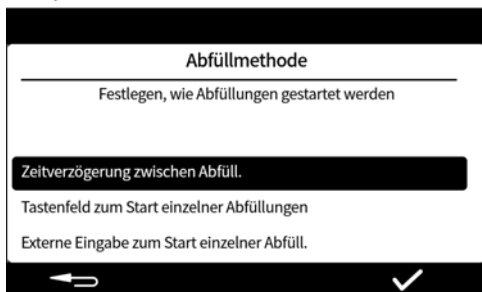 Abfüllmethode
Festlegen, wie Abfüllungen gestartet werden
Zeitverzögerung zwischen Abfüll.
Tastenfeld zum Start einzelner Abfüllungen
Externe Eingabe zum Start einzelner Abfüll.